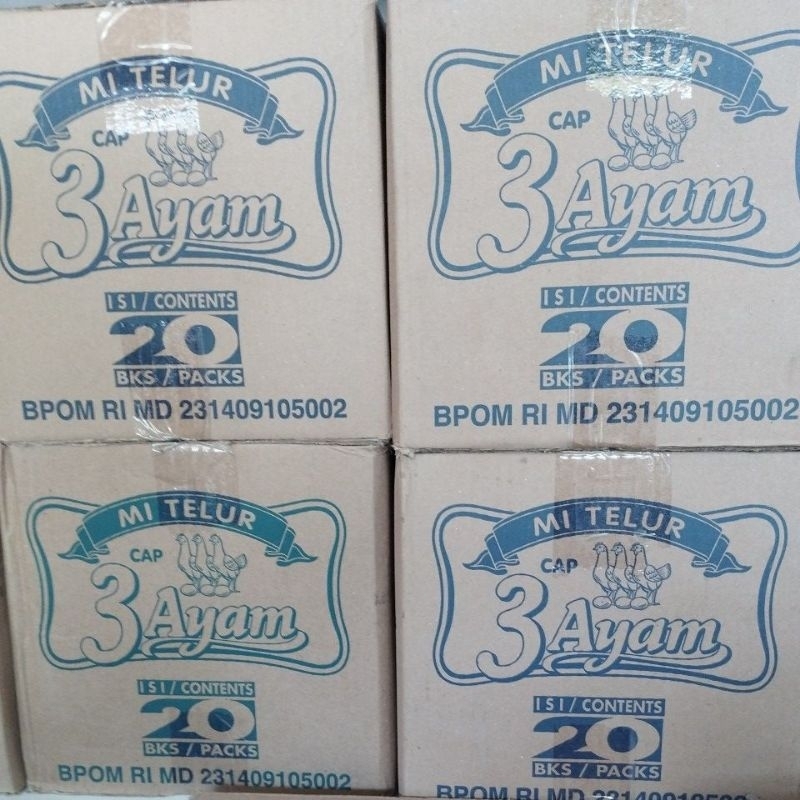 MI TELUR
CAP
3 Ayam
ISI / CONTENTS
20
BKS / PACKS
BPOM RI MD 231409105002
MI TELUR
CAP
3 Ayam
ISI / CONTENTS
20
BKS / PACKS
BPOM RI MD 231409105002
MI TELUR
CAP
3 Ayam
ISI / CONTENTS
20
BKS / PACKS
BPOM RI MD 231409105002
MI TELUR
CAP
3 Ayam
ISI / CONTENTS
20
BKS / PACKS
BPOM RI MD